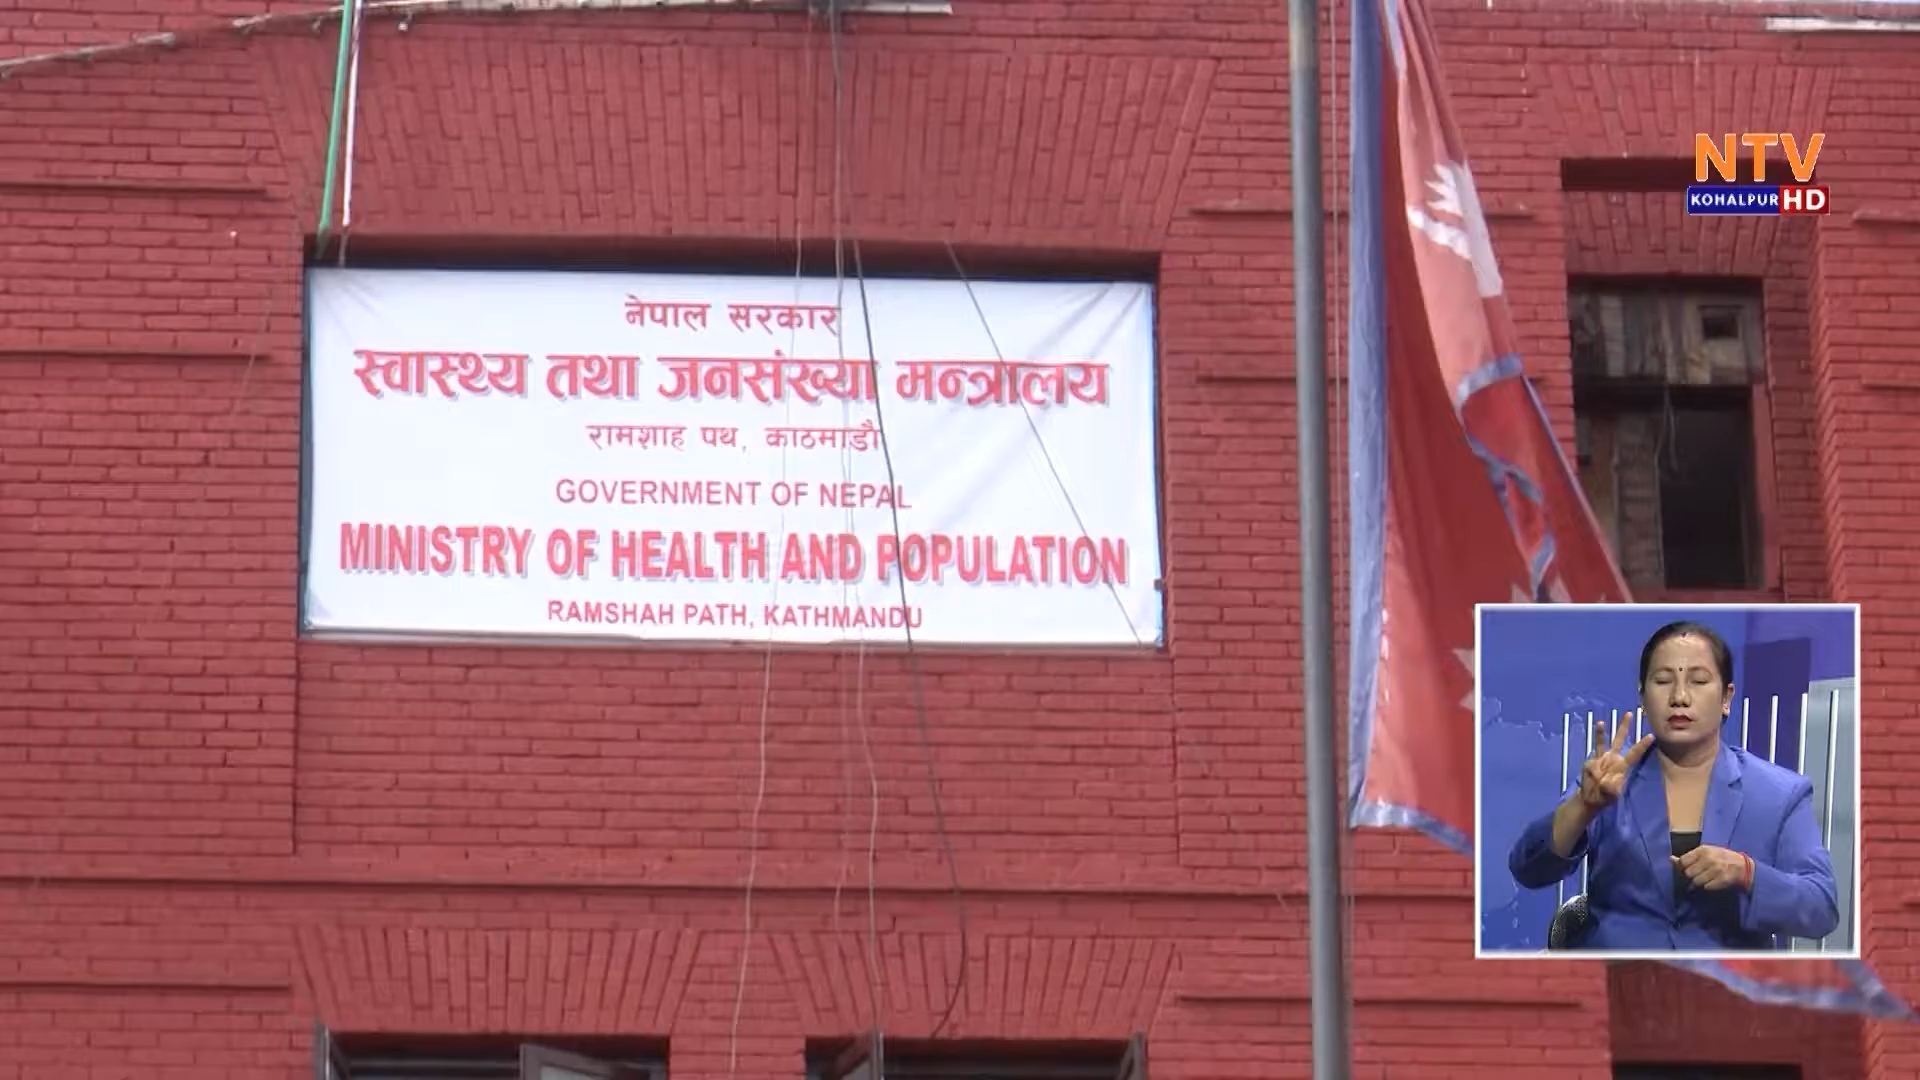 नेपाल सरकार
स्वास्थ्य तथा जनसंख्या मन्त्रालय
रामशाह पथ, काठमाडौं
GOVERNMENT OF NEPAL
MINISTRY OF HEALTH AND POPULATION
RAMSHAH PATH, KATHMANDU
NTV
KOHALPUR HD